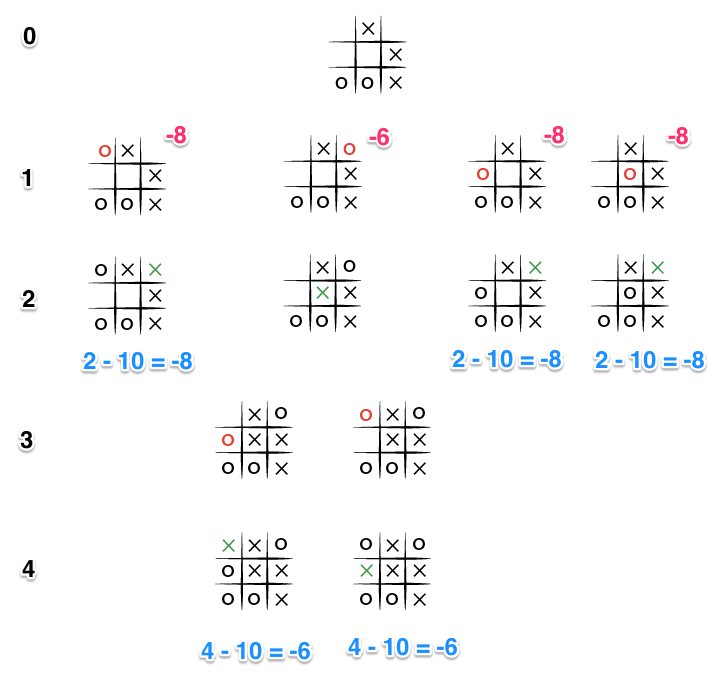 0
X
X
O O X
1
O X -8
X
O O X
X O -6
X
O O X
X -8
O X
O O X
X -8
O X
O O X
2
O X X
X
O O X
X O
X X
O O X
X X
O X
O O X
X X
O X
O O X
2 - 10 = -8
2 - 10 = -8
2 - 10 = -8
3
X O
O X X
O O X
O X O
X X
O O X
4
X X O
O X X
O O X
O X O
X X X
O O X
4 - 10 = -6
4 - 10 = -6